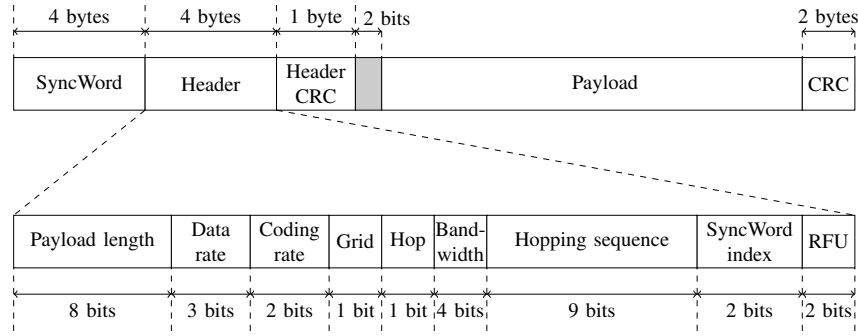 4 bytes 4 bytes 1 byte 2 bits 2 bytes
SyncWord Header Header CRC Payload CRC
Payload length Data rate Coding rate Grid Hop Band-width Hopping sequence SyncWord index RFU
8 bits 3 bits 2 bits 1 bit 1 bit 4 bits 9 bits 2 bits 2 bits